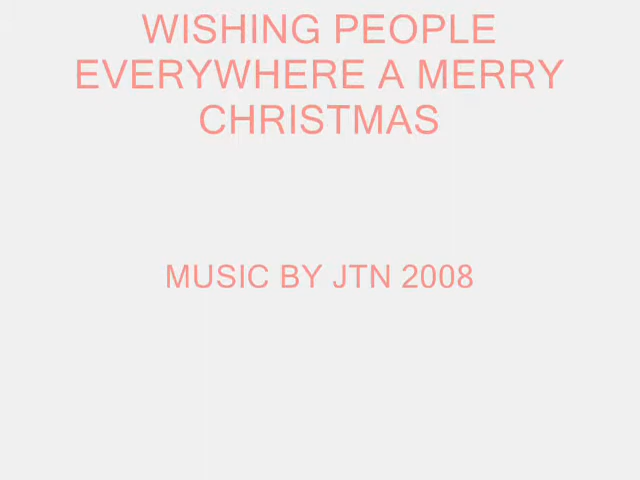 WISHING PEOPLE
EVERYWHERE A MERRY
CHRISTMAS
MUSIC BY JTN 2008